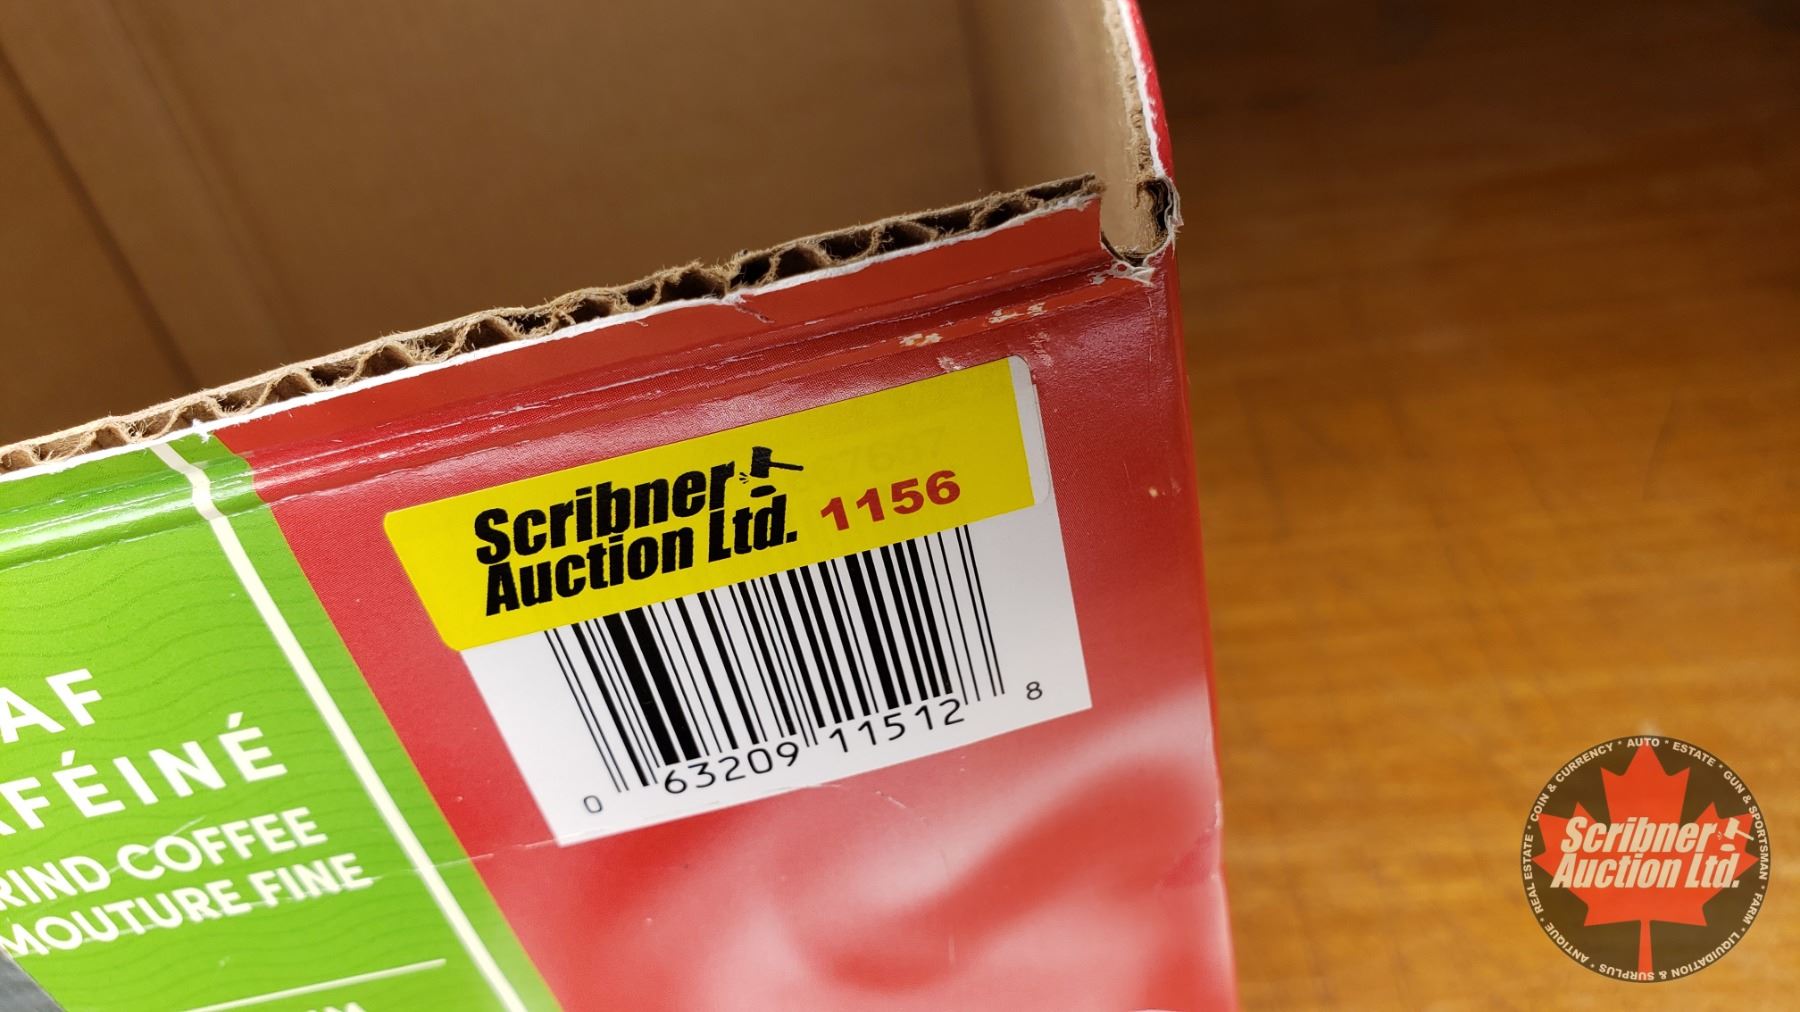 Scribner
Auction Ltd. 1156
0 63209 11512 8
AF
FÉINÉ
RIND COFFEE
MOUTURE FINE
COIN & CURRENCY * AUTO * ESTATE * GUN & SPORTSMAN * FARM * LIQUIDATION & SURPLUS * ANTIQUE * REAL ESTATE *
Scribner
Auction Ltd.